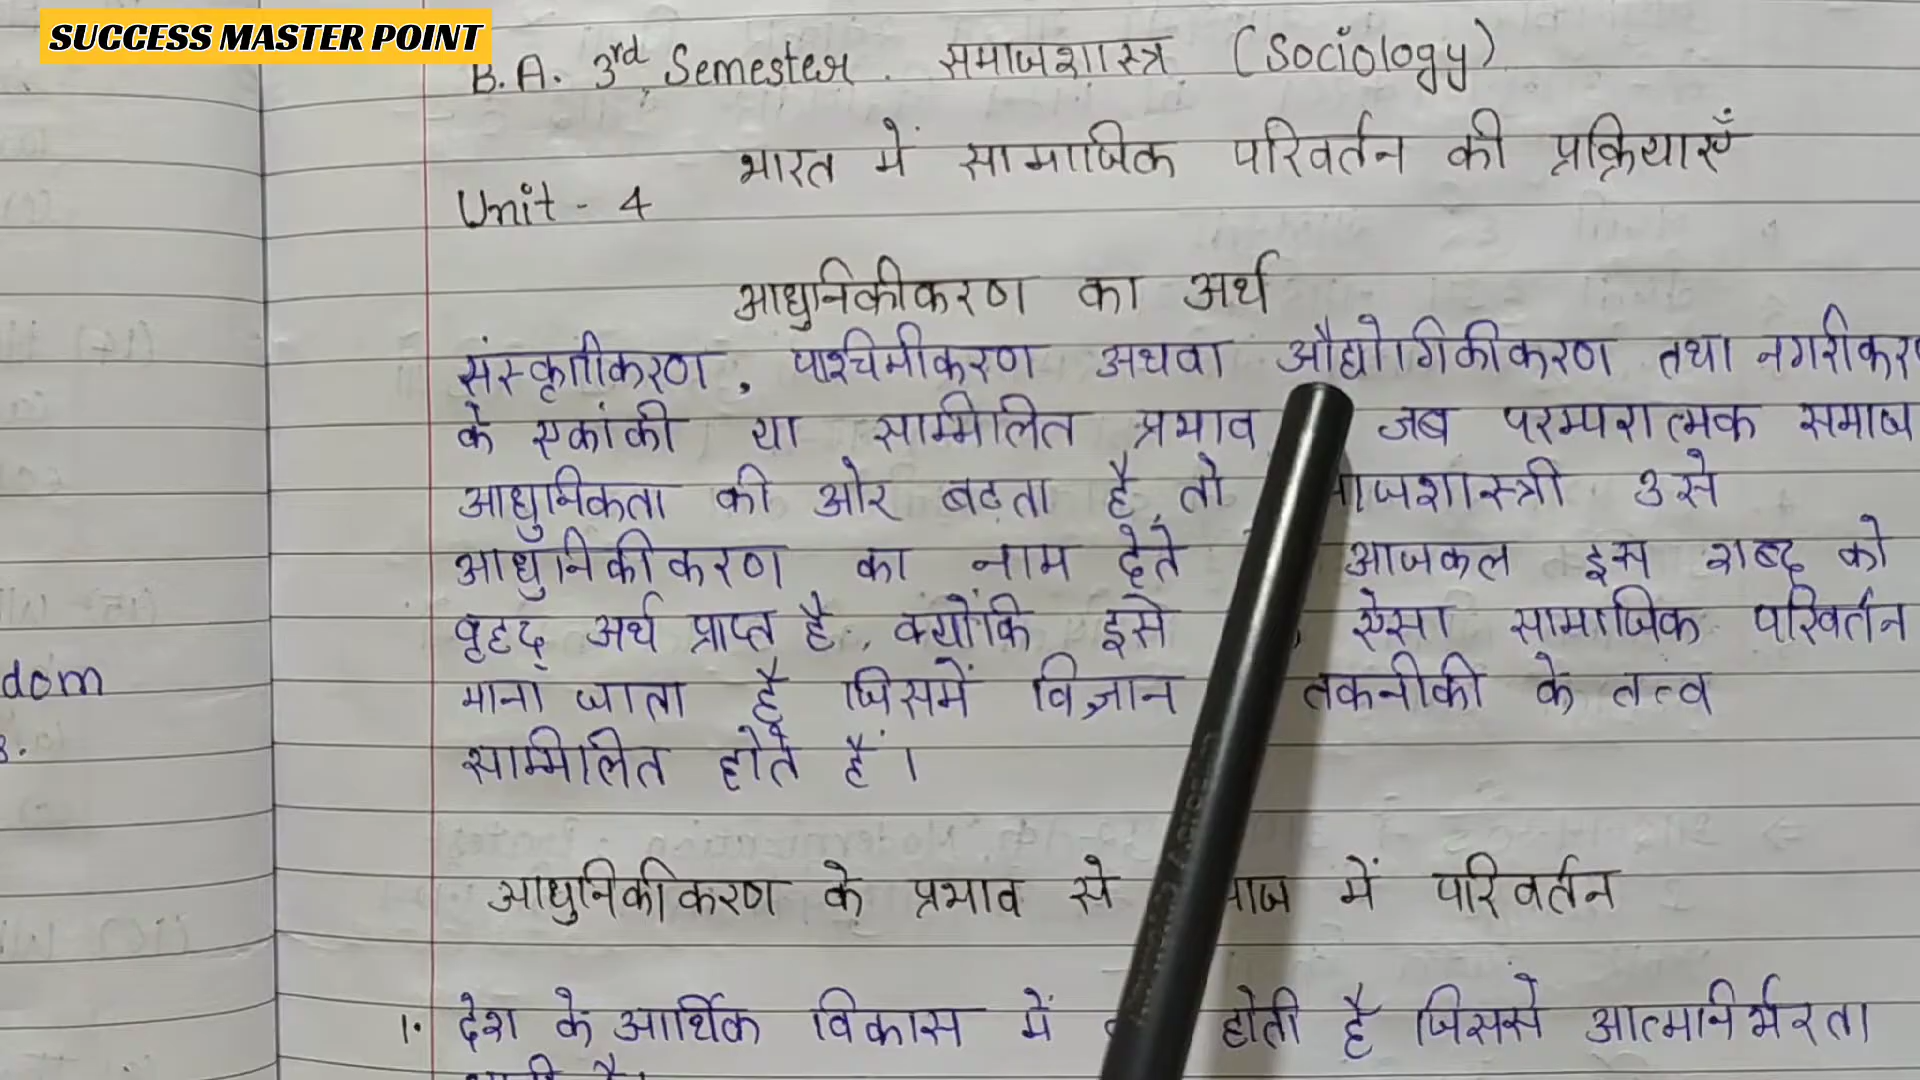 SUCCESS MASTER POINT
B.A. 3rd Semester. समाजशास्त्र (Sociology)
भारत में सामाजिक परिवर्तन की प्रक्रियाएँ
Unit - 4
आधुनिकीकरण का अर्थ
संस्कृतीकरण, पाश्चिमीकरण अथवा औद्योगिकीकरण तथा नगरीकरण
के एकांकी या सम्मिलित प्रभाव जब परम्परात्मक समाज
आधुनिकता की ओर बढ़ता है, तो उसे
आधुनिकीकरण का नाम देते आजकल इस शब्द को
वृहद् अर्थ प्राप्त है, क्योंकि इसे ऐसा सामाजिक परिवर्तन
माना जाता है जिसमें विज्ञान तकनीकी के तत्व
सम्मिलित होते हैं।
dom
आधुनिकीकरण के प्रभाव से में परिवर्तन
1. देश के आर्थिक विकास में होती है जिससे आत्मनिर्भरता